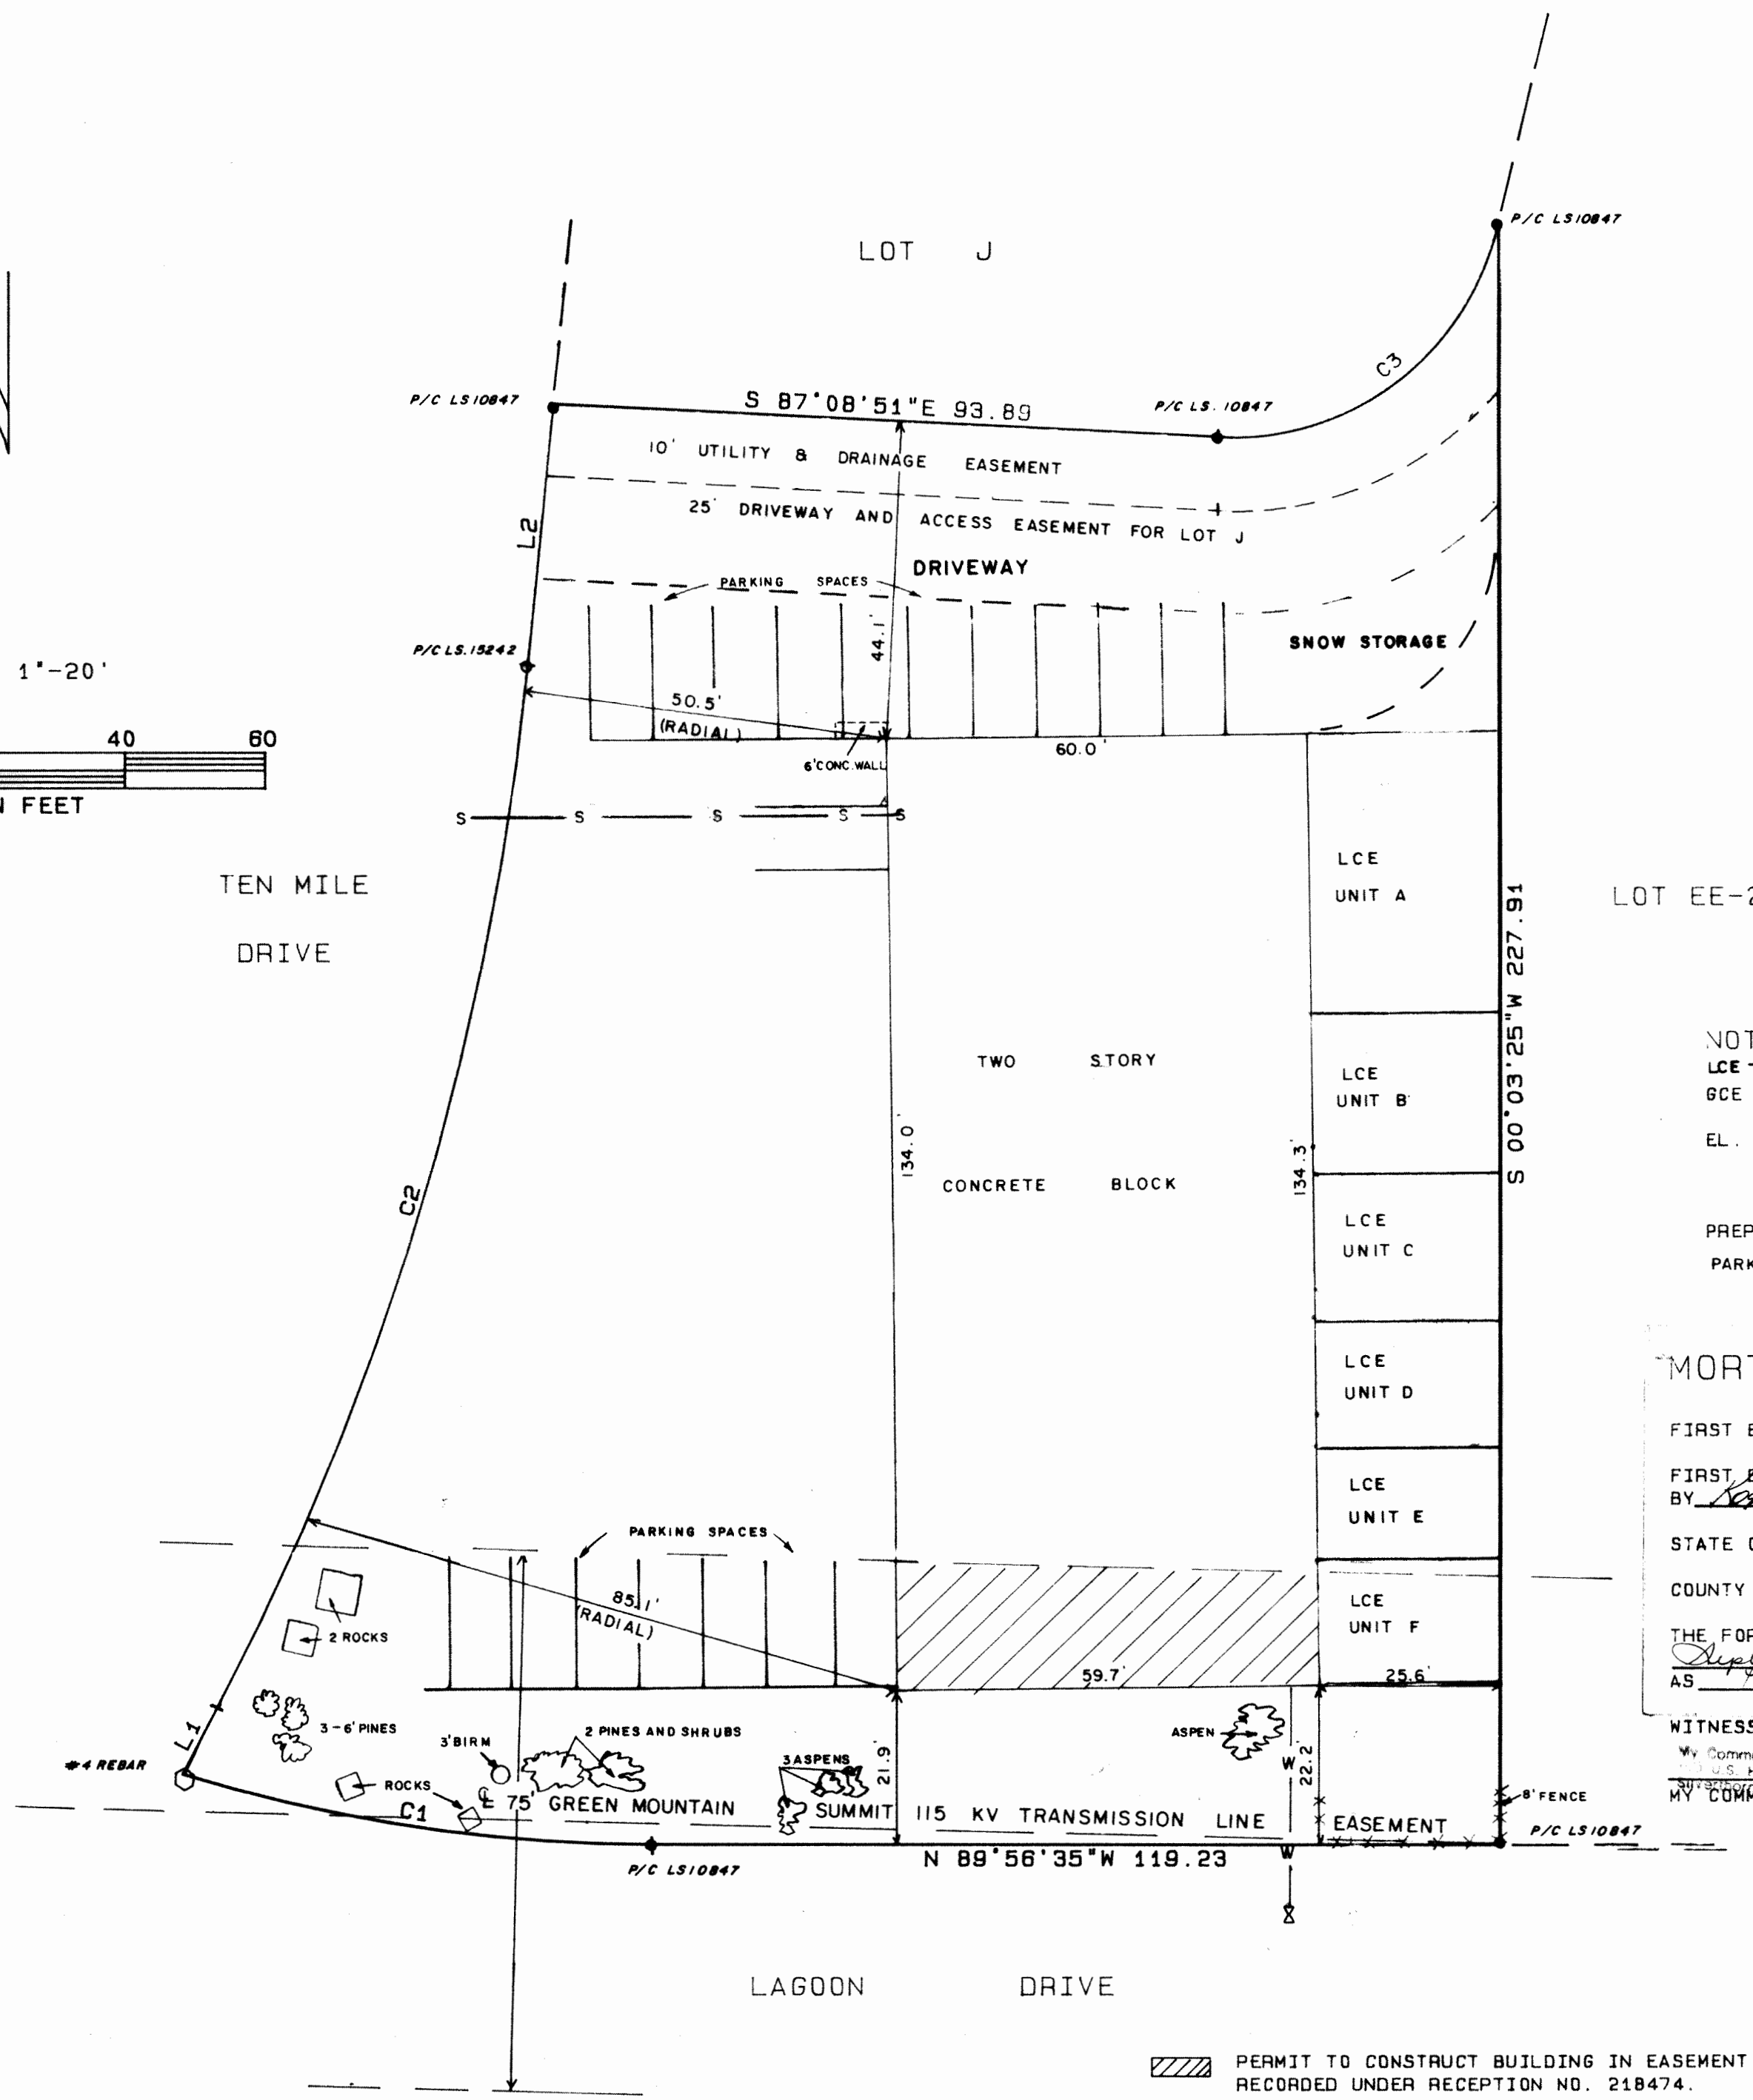 LOT J
P/C LS10847
C3
P/C LS10847
S 87°08'51"E 93.89
P/C LS. 10847
10' UTILITY & DRAINAGE EASEMENT
25' DRIVEWAY AND ACCESS EASEMENT FOR LOT J
L2
DRIVEWAY
PARKING SPACES
44.1'
SNOW STORAGE
P/C LS. 15242
1"-20'
50.5'
(RADIAL)
40 60
60.0'
6' CONC. WALL
FEET
S S S S S
TEN MILE
DRIVE
LCE
UNIT A
LOT EE-2
S 00°03'25"W 227.91
TWO STORY
CONCRETE BLOCK
134.0'
134.3'
LCE
UNIT B
LCE
UNIT C
LCE
UNIT D
LCE
UNIT E
LCE
UNIT F
C2
NOT
LCE -
GCE
EL.
PREP
PARK
MORT
FIRST B
FIRST B
BY
STATE O
COUNTY
THE FOR
AS
WITNESS
My Comm
U.S. H
Silverthor
MY COMM
PARKING SPACES
85.1'
(RADIAL)
2 ROCKS
59.7'
25.6'
3-6' PINES
L1
#4 REBAR
3' BIRM
2 PINES AND SHRUBS
3 ASPENS
ASPEN
21.9'
22.2'
W
ROCKS
C1
℄ 75' GREEN MOUNTAIN SUMMIT 115 KV TRANSMISSION LINE EASEMENT
8' FENCE
P/C LS10847
P/C LS10847
N 89°56'35"W 119.23
W
LAGOON DRIVE
PERMIT TO CONSTRUCT BUILDING IN EASEMENT
RECORDED UNDER RECEPTION NO. 218474.